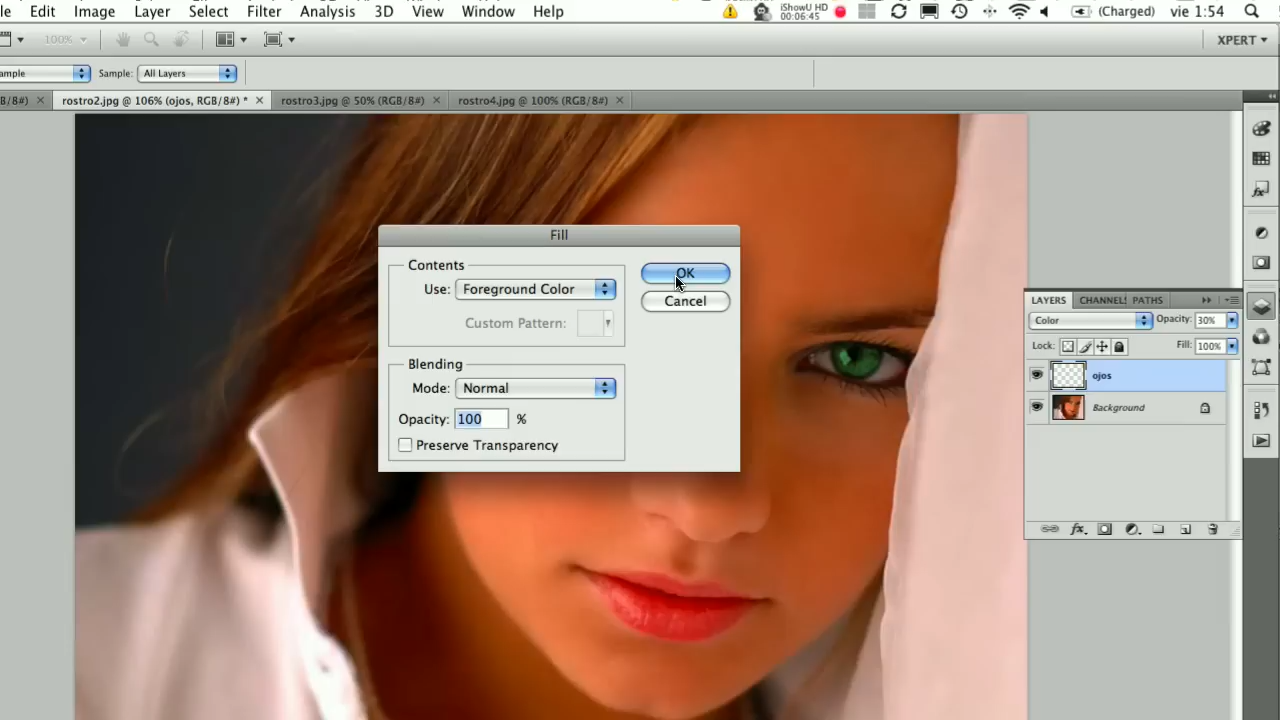 le Edit Image Layer Select Filter Analysis 3D View Window Help iShowU HD 00:06:45 (Charged) vie 1:54
100% XPERT
ample Sample: All Layers
B/8#) × rostro2.jpg @ 106% (ojos, RGB/8#) * × rostro3.jpg @ 50% (RGB/8#) × rostro4.jpg @ 100% (RGB/8#) ×
Fill
Contents
Use: Foreground Color
Custom Pattern:
OK
Cancel
Blending
Mode: Normal
Opacity: 100 %
Preserve Transparency
LAYERS CHANNELS PATHS
Color Opacity: 30%
Lock: Fill: 100%
ojos
Background